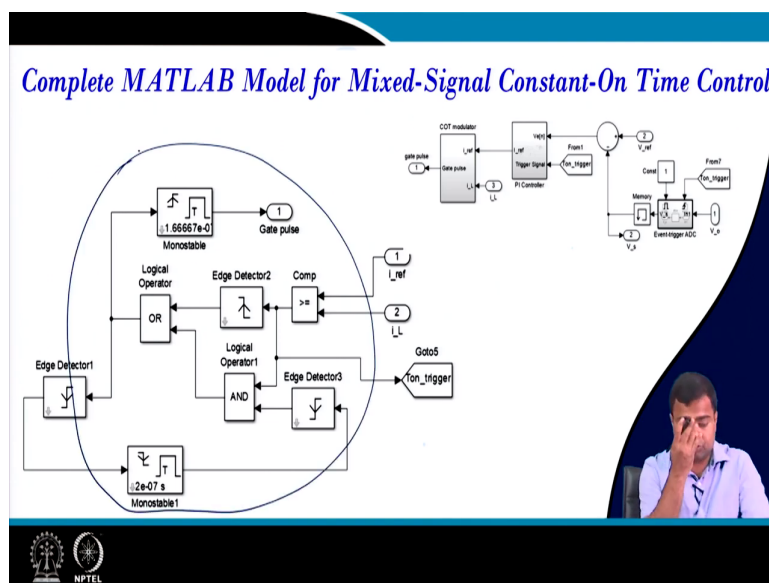 Complete MATLAB Model for Mixed-Signal Constant-On Time Control
COT modulator
i_ref
Gate pulse
i_L
gate pulse
1
3
i_L
Ve[n]
i_ref
Trigger Signal
PI Controller
From1
Ton_trigger
2
V_ref
Const
1
From7
Ton_trigger
Memory
Event-trigger ADC
1
V_o
2
V_s
1.66667e-0
Monostable
1
Gate pulse
Logical
Operator
OR
Edge Detector2
Comp
>=
1
i_ref
2
i_L
Logical
Operator1
AND
Edge Detector3
Goto5
Ton_trigger
Edge Detector1
2e-07 s
Monostable1
NPTEL